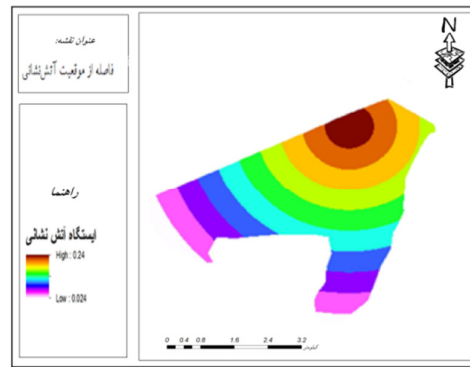 عنوان نقشه:
فاصله از موقعیت آتش‌نشانی
راهنما
ایستگاه آتش نشانی
High : 0.24
Low : 0.024
N
0 0.4 0.8 1.6 2.4 3.2
کیلومتر